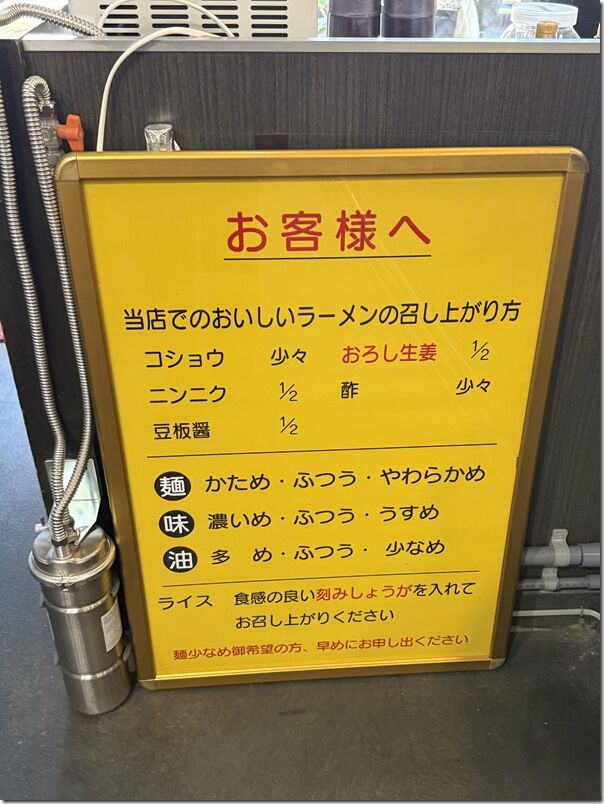 お客様へ
当店でのおいしいラーメンの召し上がり方
コショウ 少々 おろし生姜 1/2
ニンニク 1/2 酢 少々
豆板醤 1/2
麺 かため・ふつう・やわらかめ
味 濃いめ・ふつう・うすめ
油 多め・ふつう・少なめ
ライス 食感の良い刻みしょうがを入れて
お召し上がりください
麺少なめ御希望の方、早めにお申し出ください